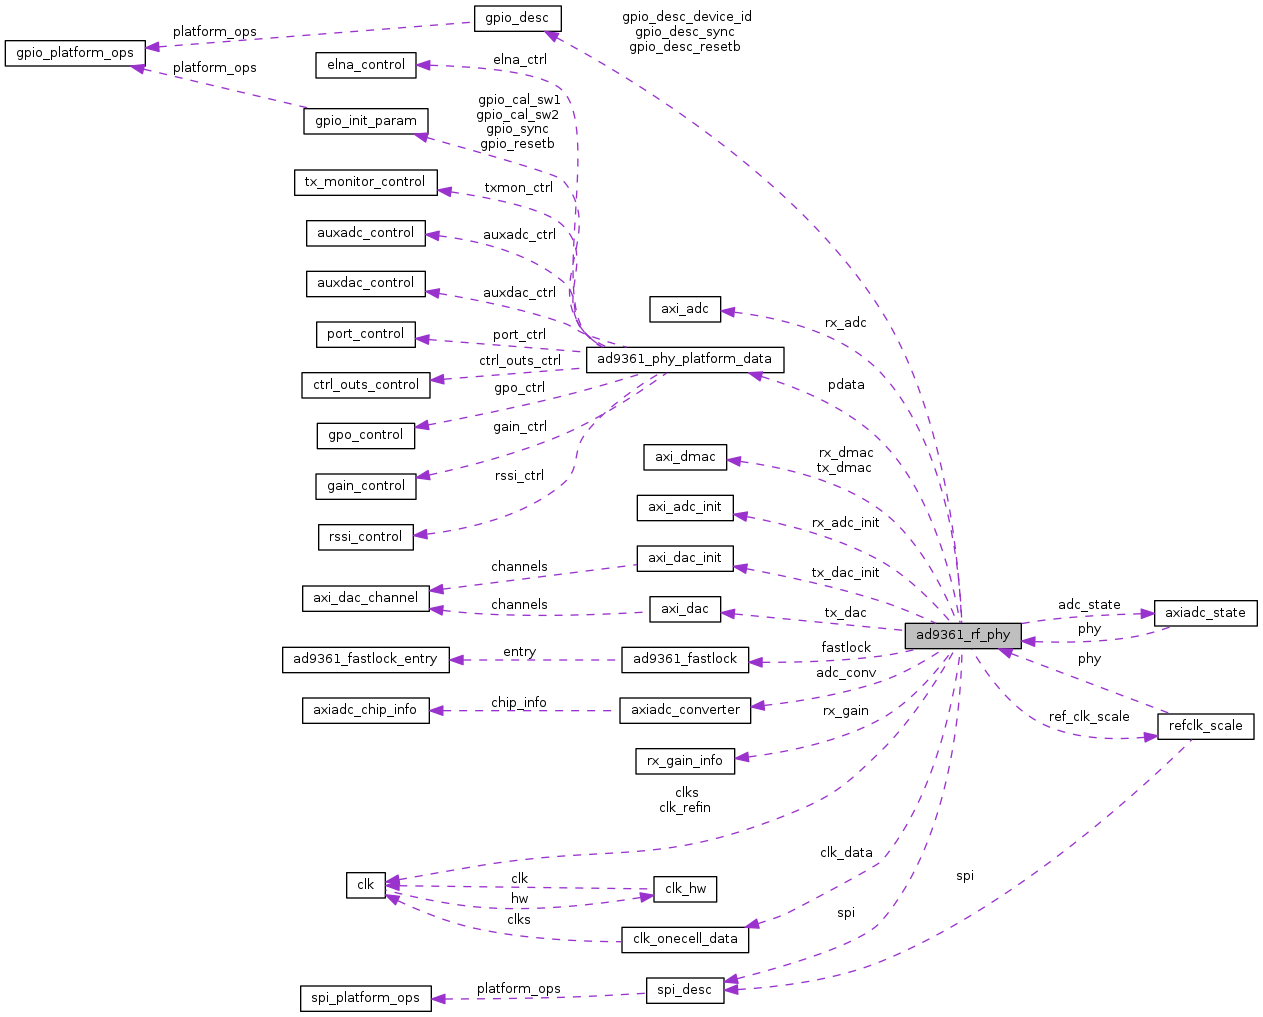 gpio_desc
gpio_desc_device_id
gpio_desc_sync
gpio_desc_resetb
platform_ops
gpio_platform_ops
platform_ops
elna_control
elna_ctrl
gpio_init_param
gpio_cal_sw1
gpio_cal_sw2
gpio_sync
gpio_resetb
tx_monitor_control
txmon_ctrl
auxadc_control
auxadc_ctrl
auxdac_control
auxdac_ctrl
axi_adc
rx_adc
port_control
port_ctrl
ad9361_phy_platform_data
ctrl_outs_control
ctrl_outs_ctrl
pdata
gpo_ctrl
gpo_control
gain_ctrl
axi_dmac
rx_dmac
tx_dmac
gain_control
rssi_ctrl
axi_adc_init
rx_adc_init
rssi_control
axi_dac_init
tx_dac_init
channels
axi_dac_channel
channels
axi_dac
tx_dac
adc_state
axiadc_state
ad9361_rf_phy
phy
ad9361_fastlock_entry
entry
ad9361_fastlock
fastlock
phy
adc_conv
axiadc_chip_info
chip_info
axiadc_converter
rx_gain
ref_clk_scale
refclk_scale
rx_gain_info
clks
clk_refin
clk_data
clk
clk
clk_hw
hw
spi
clks
spi
clk_onecell_data
spi_platform_ops
platform_ops
spi_desc